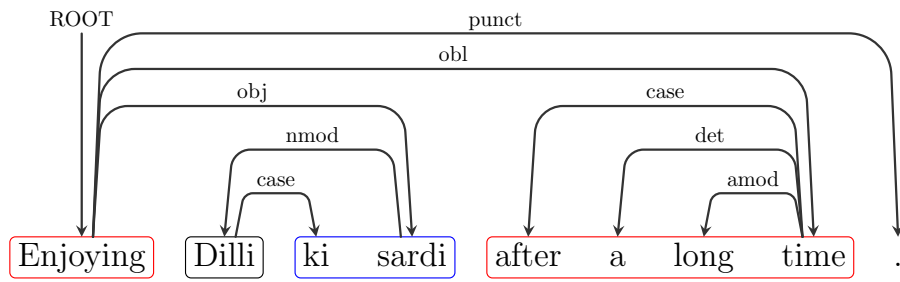 ROOT
punct
obl
obj case
nmod det
case amod
Enjoying Dilli ki sardi after a long time .